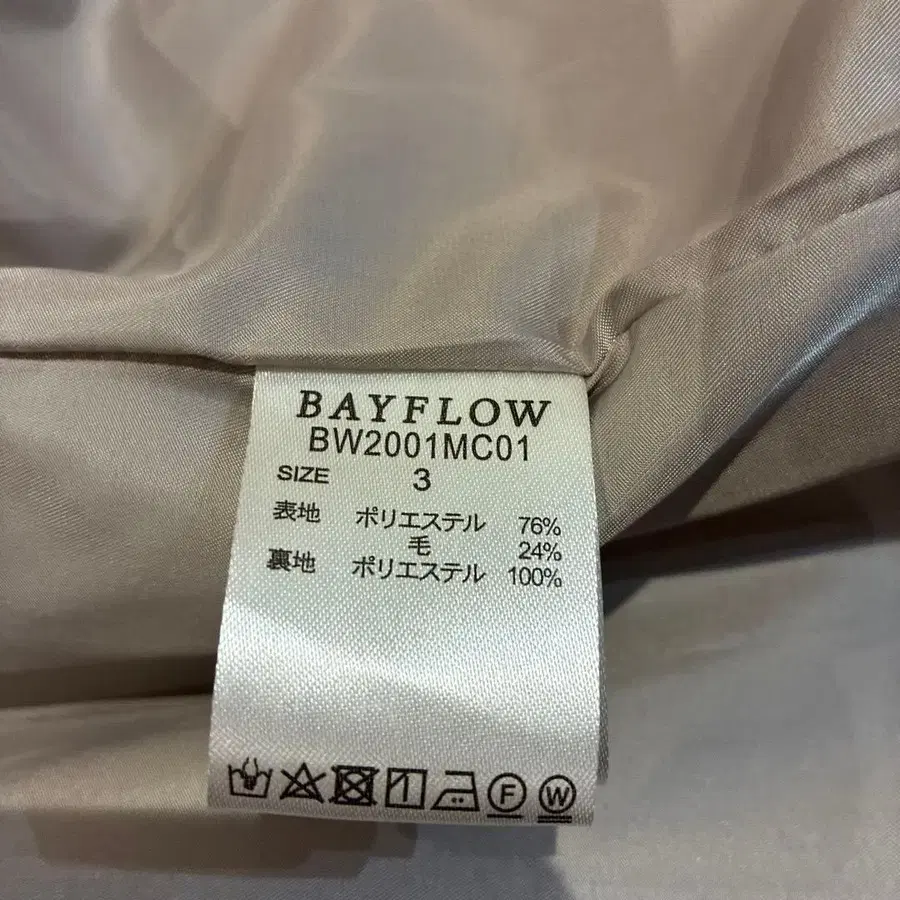 BAYFLOW
BW2001MC01
SIZE 3
表地 ポリエステル 76%
毛 24%
裏地 ポリエステル 100%
F W